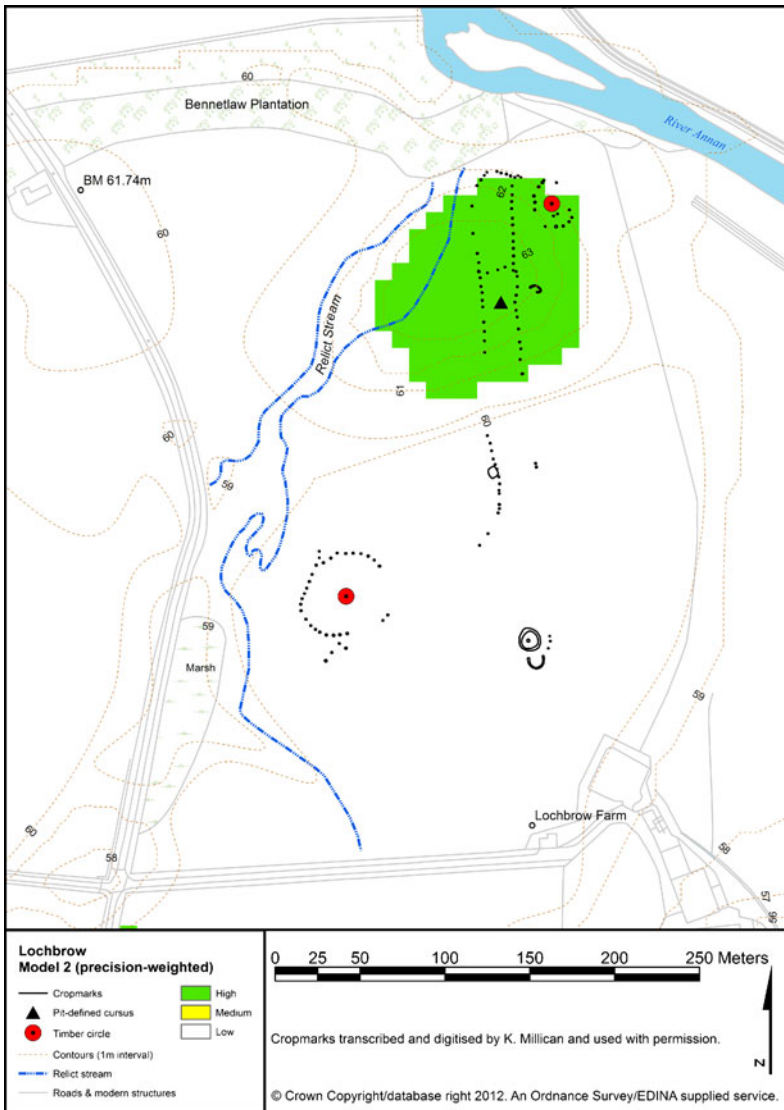 60
Bennetlaw Plantation
River Annan
BM 61.74m
62
60
63
Relict Stream
61
60
60
59
59
Marsh
59
Lochbrow Farm
60
58
58
57
56
Lochbrow
Model 2 (precision-weighted)
Cropmarks
Pit-defined cursus
Timber circle
Contours (1m interval)
Relict stream
Roads & modern structures
High
Medium
Low
0 25 50 100 150 200 250 Meters
Cropmarks transcribed and digitised by K. Millican and used with permission.
N
© Crown Copyright/database right 2012. An Ordnance Survey/EDINA supplied service.